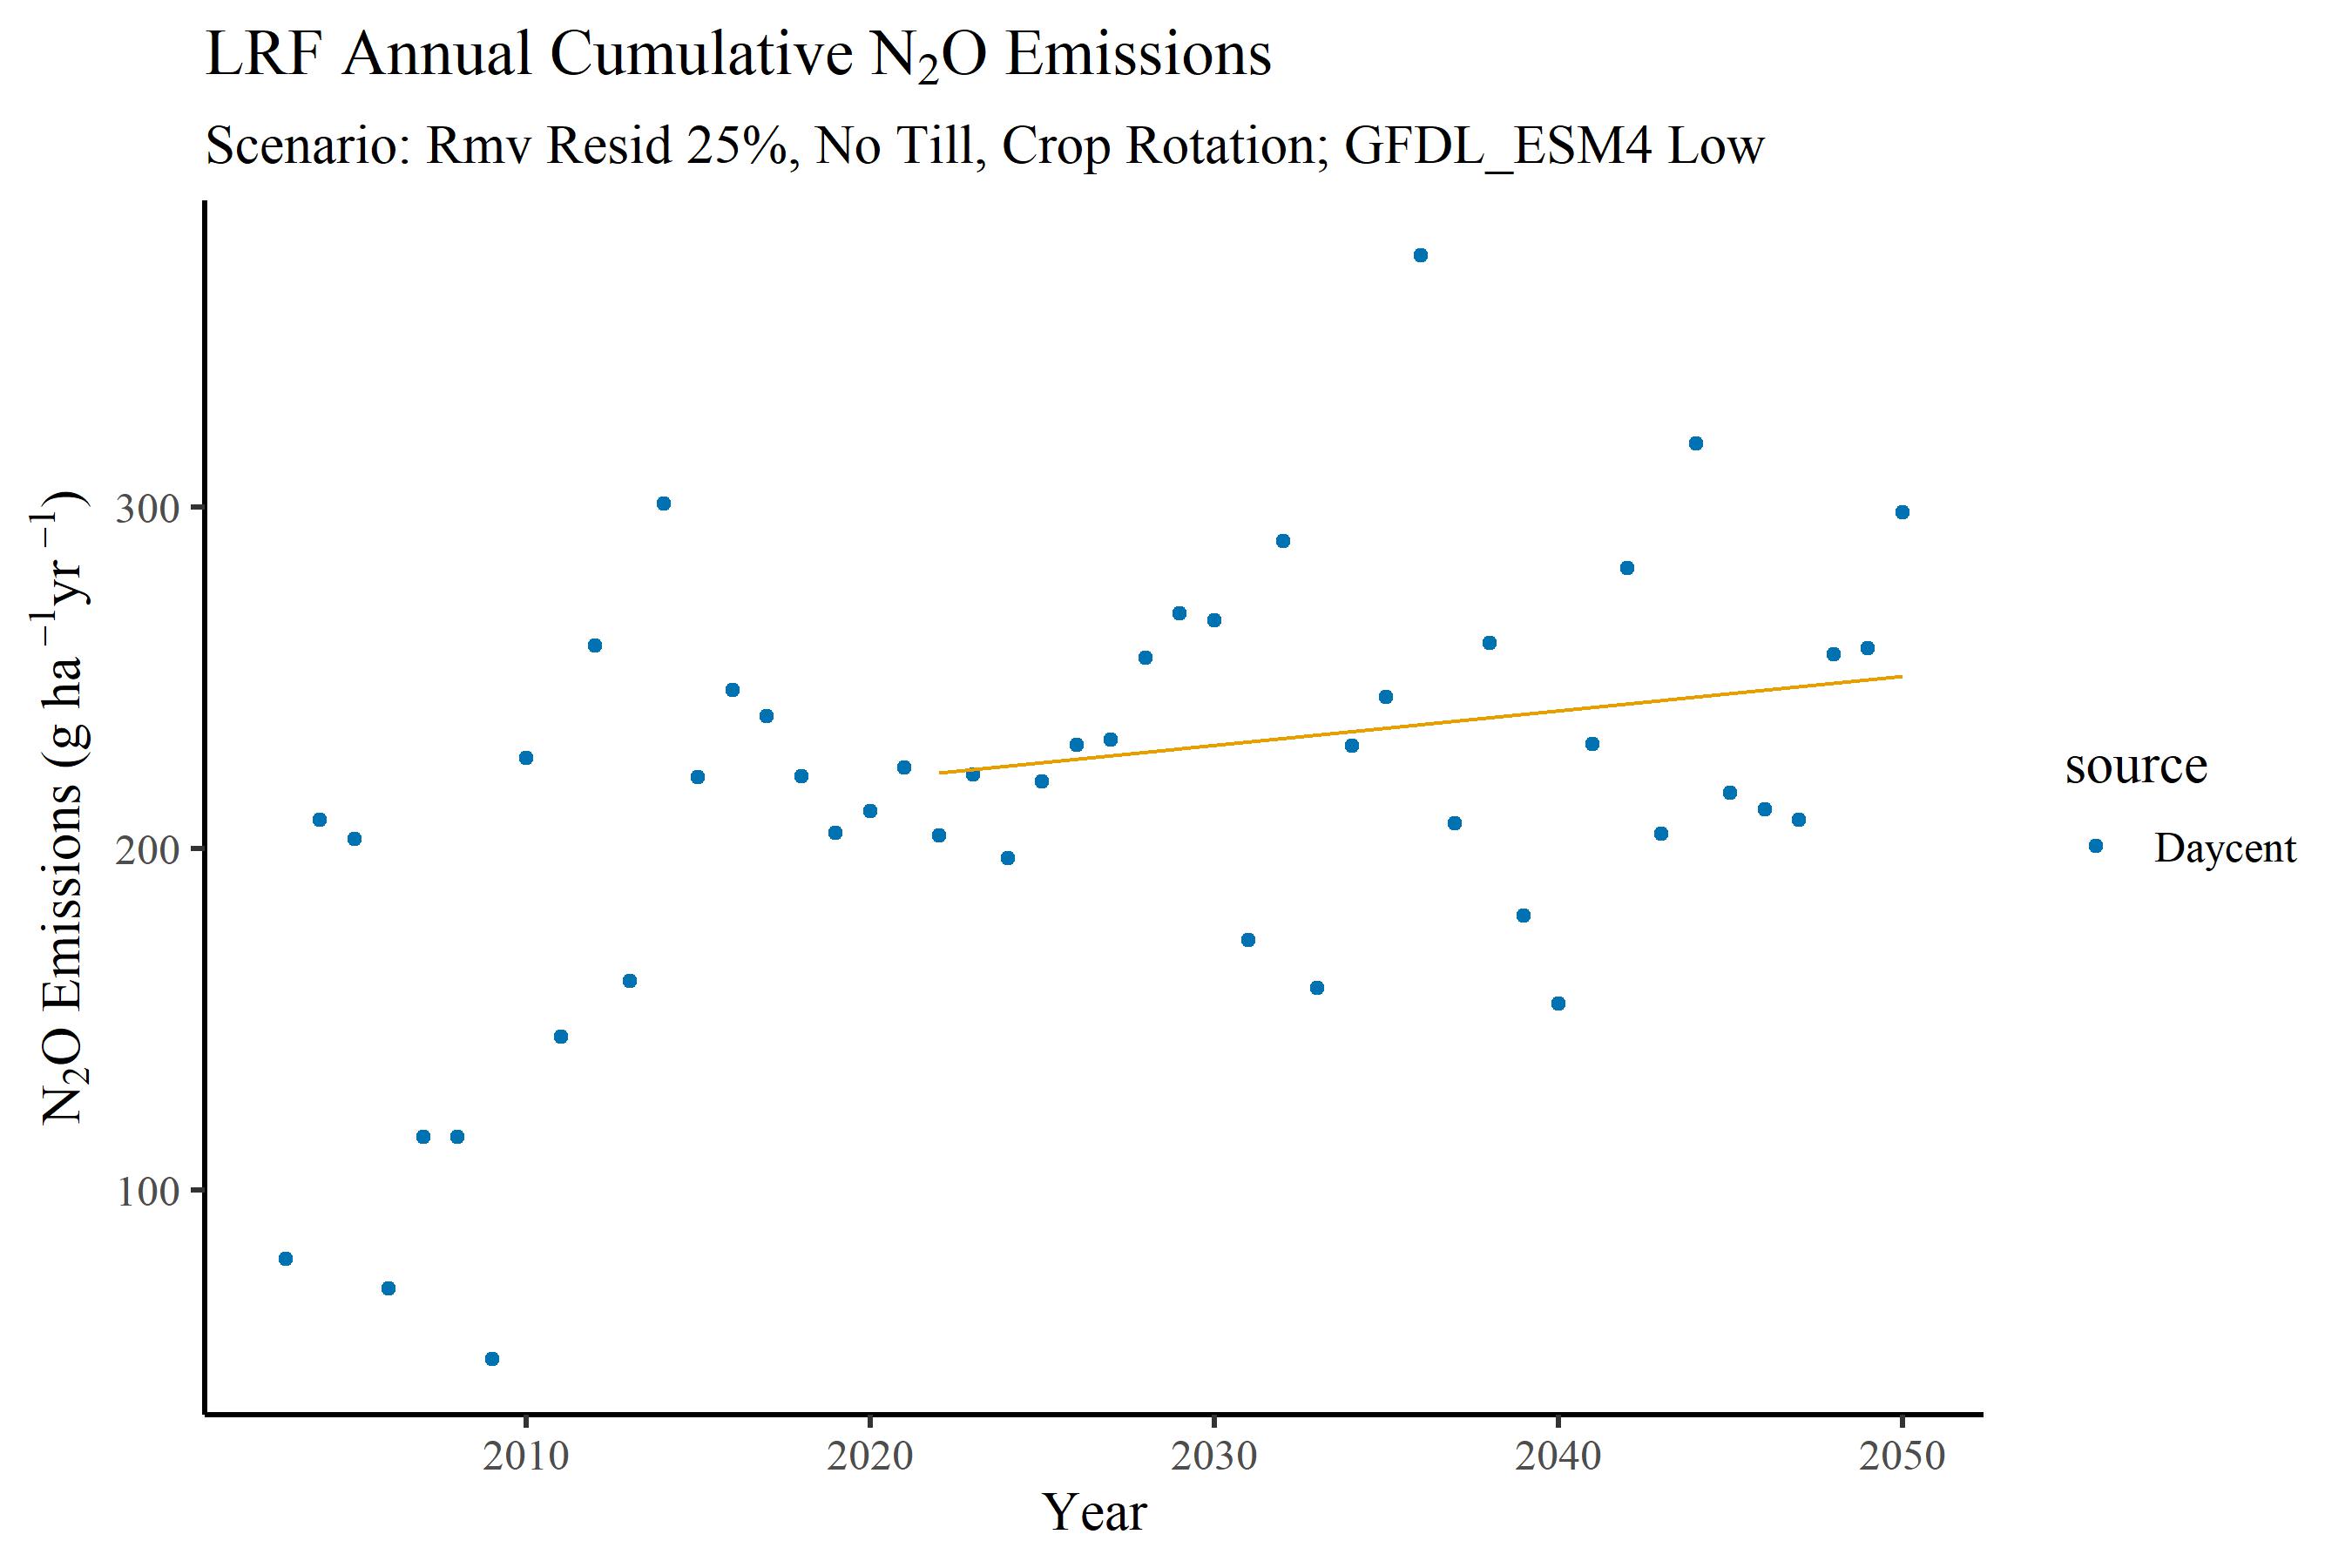 LRF Annual Cumulative N₂O Emissions
Scenario: Rmv Resid 25%, No Till, Crop Rotation; GFDL_ESM4 Low
N₂O Emissions (g ha ⁻¹yr ⁻¹)
300
200
100
2010 2020 2030 2040 2050
Year
source
Daycent